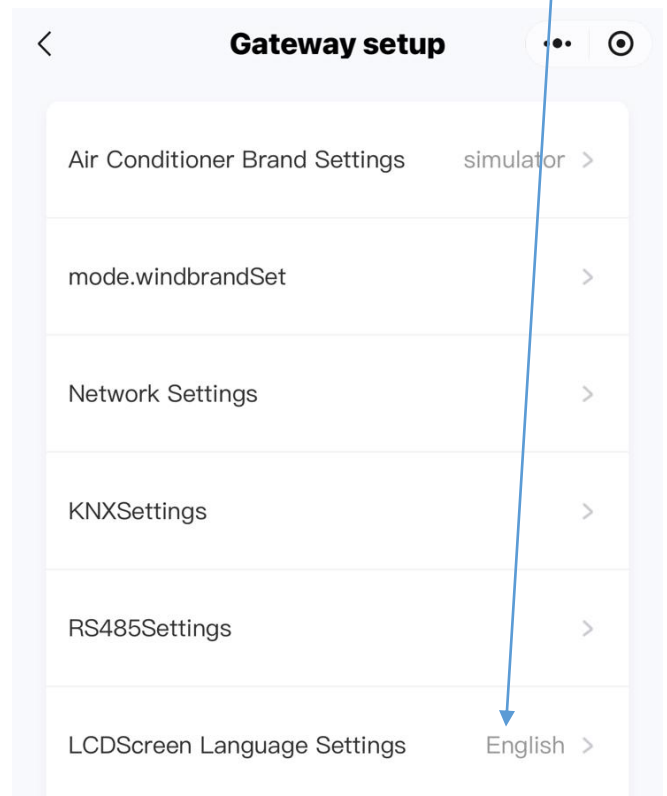 Gateway setup
Air Conditioner Brand Settings simulator
mode.windbrandSet
Network Settings
KNXSettings
RS485Settings
LCDScreen Language Settings English